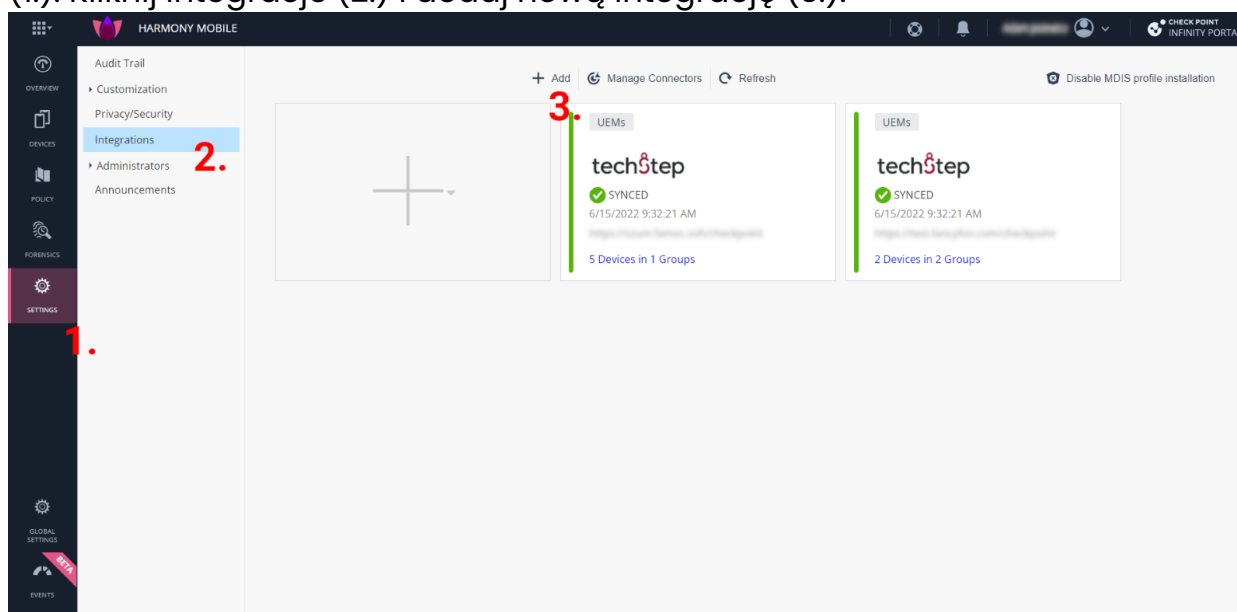 (1.). Kliknij Integracje (2.) i dodaj nową integrację (3.).
HARMONY MOBILE
CHECK POINT
INFINITY PORTA
OVERVIEW
DEVICES
POLICY
FORENSICS
SETTINGS
1.
GLOBAL
SETTINGS
BETA
EVENTS
Audit Trail
Customization
Privacy/Security
Integrations
2.
Administrators
Announcements
Add
Manage Connectors
Refresh
Disable MDIS profile installation
3.
UEMs
techstep
SYNCED
6/15/2022 9:32:21 AM
5 Devices in 1 Groups
UEMs
techstep
SYNCED
6/15/2022 9:32:21 AM
2 Devices in 2 Groups